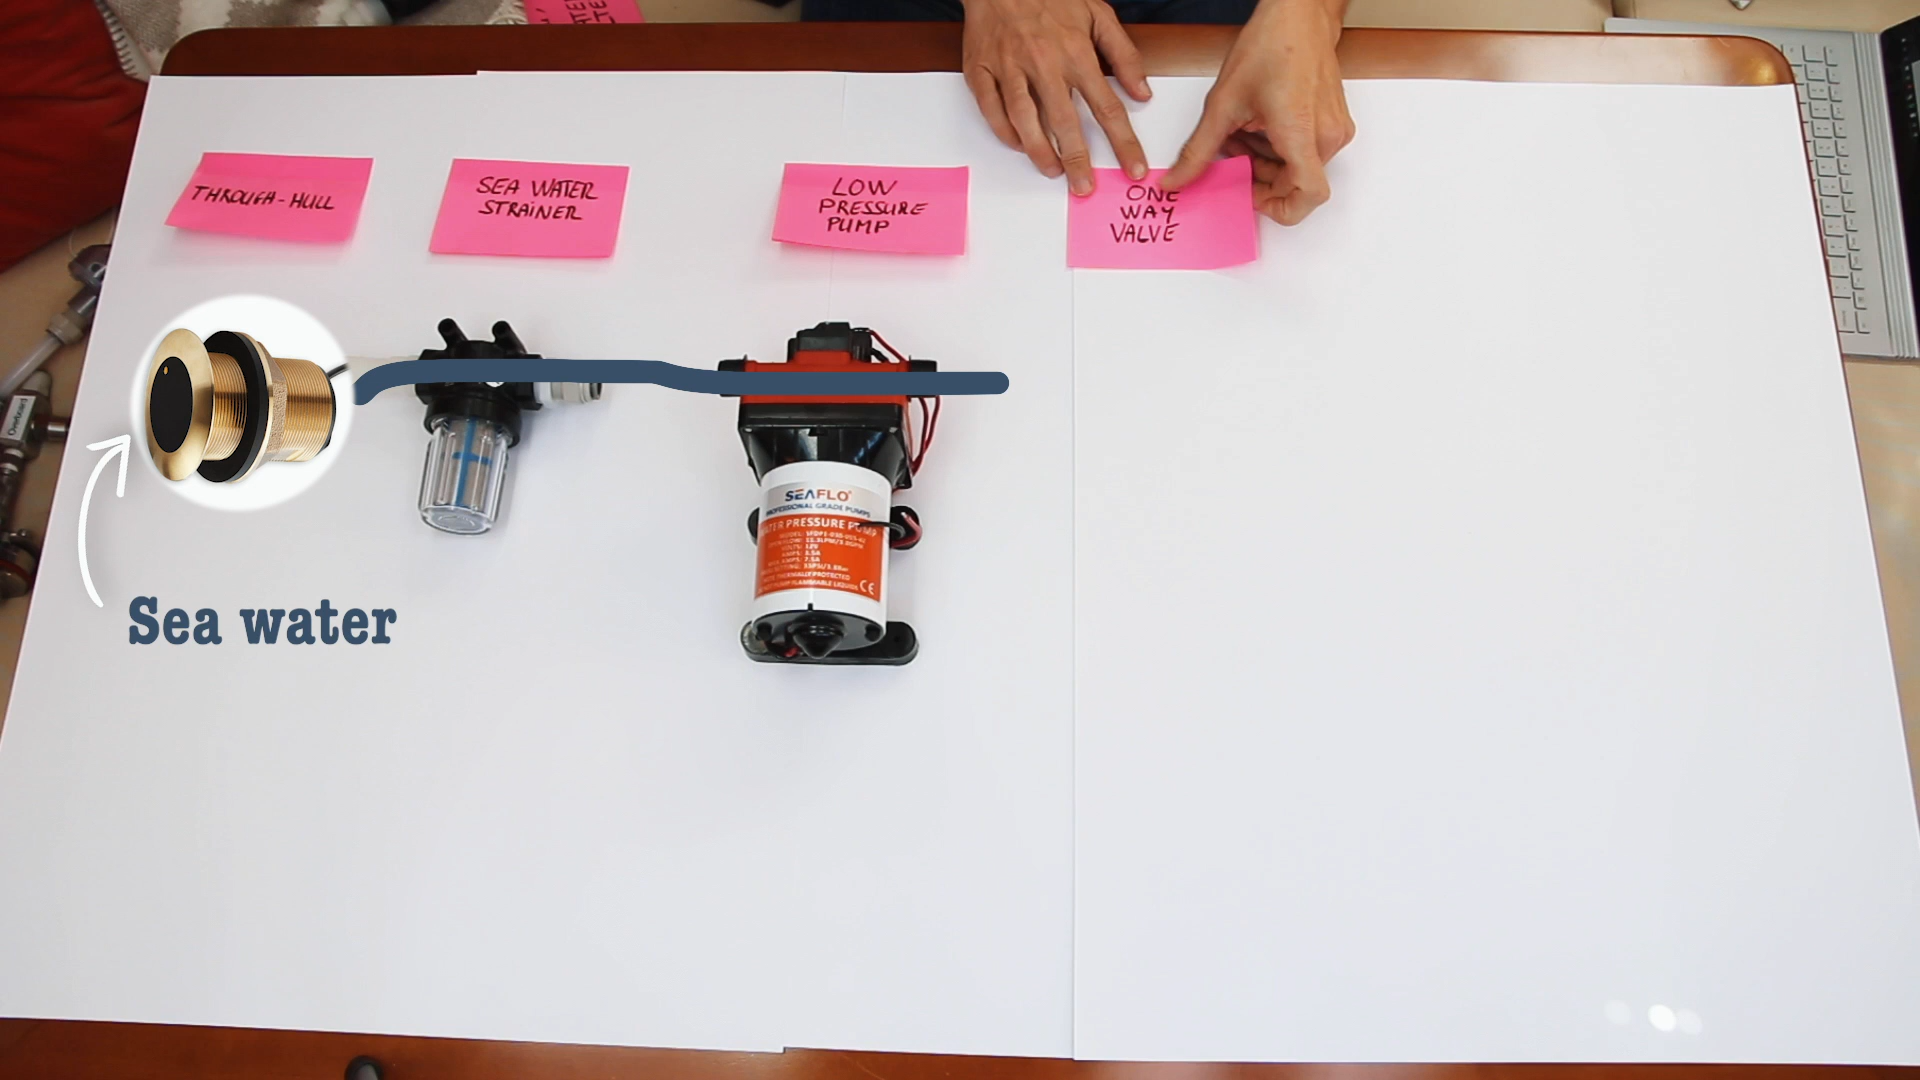 THROUGH-HULL
SEA WATER
STRAINER
LOW
PRESSURE
PUMP
ONE
WAY
VALVE
Overboard
SEAFLO
PROFESSIONAL GRADE PUMPS
WATER PRESSURE PUMP
Sea water